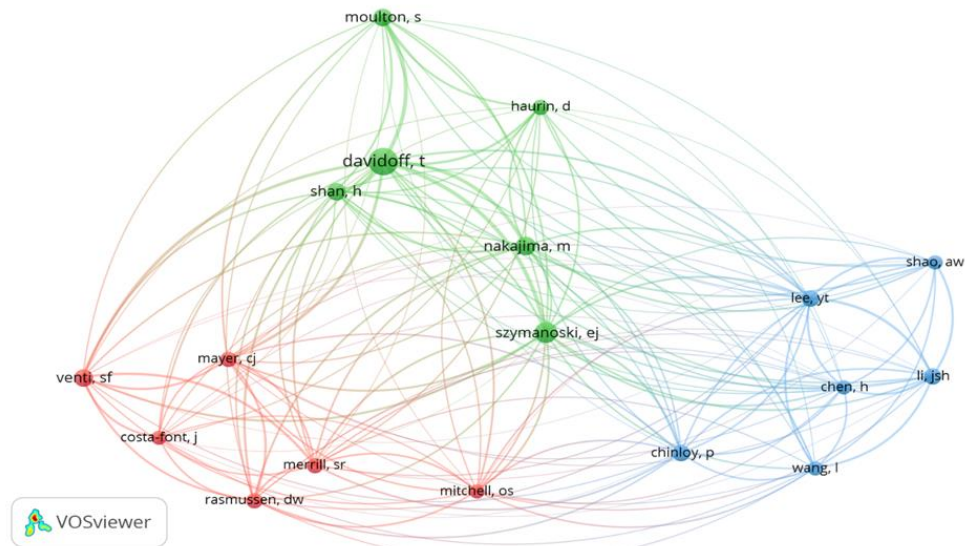 moulton, s
haurin, d
davidoff, t
shan, h
nakajima, m
shao, aw
lee, yt
szymanoski, ej
mayer, cj
venti, sf
li, jsh
chen, h
costa-font, j
chinloy, p
merrill, sr
wang, l
mitchell, os
rasmussen, dw
VOSviewer